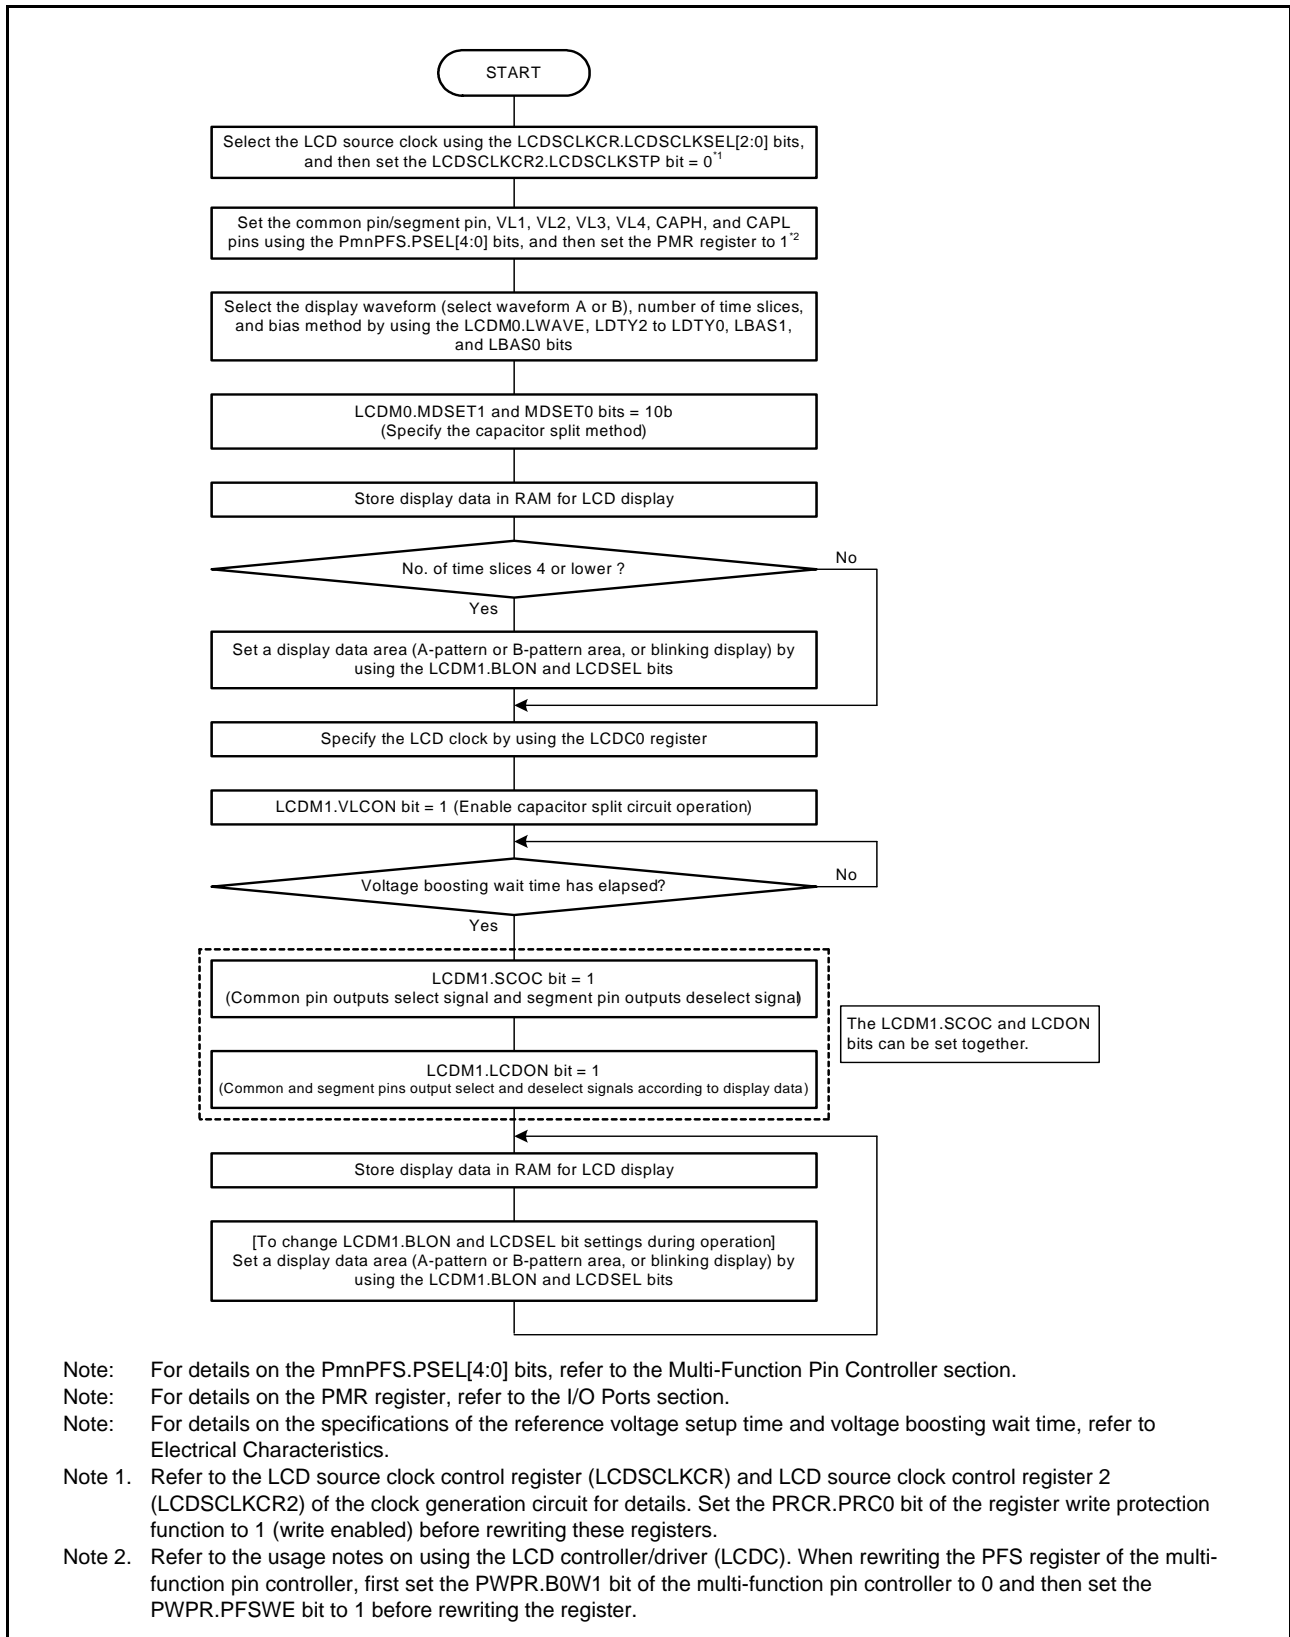 START
Select the LCD source clock using the LCDSCLKCR.LCDSCLKSEL[2:0] bits,
and then set the LCDSCLKCR2.LCDSCLKSTP bit = 0*1
Set the common pin/segment pin, VL1, VL2, VL3, VL4, CAPH, and CAPL
pins using the PmnPFS.PSEL[4:0] bits, and then set the PMR register to 1*2
Select the display waveform (select waveform A or B), number of time slices,
and bias method by using the LCDM0.LWAVE, LDTY2 to LDTY0, LBAS1,
and LBAS0 bits
LCDM0.MDSET1 and MDSET0 bits = 10b
(Specify the capacitor split method)
Store display data in RAM for LCD display
No. of time slices 4 or lower ?
No
Yes
Set a display data area (A-pattern or B-pattern area, or blinking display) by
using the LCDM1.BLON and LCDSEL bits
Specify the LCD clock by using the LCDC0 register
LCDM1.VLCON bit = 1 (Enable capacitor split circuit operation)
Voltage boosting wait time has elapsed?
No
Yes
LCDM1.SCOC bit = 1
(Common pin outputs select signal and segment pin outputs deselect signal)
The LCDM1.SCOC and LCDON
bits can be set together.
LCDM1.LCDON bit = 1
(Common and segment pins output select and deselect signals according to display data)
Store display data in RAM for LCD display
[To change LCDM1.BLON and LCDSEL bit settings during operation]
Set a display data area (A-pattern or B-pattern area, or blinking display) by
using the LCDM1.BLON and LCDSEL bits
Note: For details on the PmnPFS.PSEL[4:0] bits, refer to the Multi-Function Pin Controller section.
Note: For details on the PMR register, refer to the I/O Ports section.
Note: For details on the specifications of the reference voltage setup time and voltage boosting wait time, refer to
Electrical Characteristics.
Note 1. Refer to the LCD source clock control register (LCDSCLKCR) and LCD source clock control register 2
(LCDSCLKCR2) of the clock generation circuit for details. Set the PRCR.PRC0 bit of the register write protection
function to 1 (write enabled) before rewriting these registers.
Note 2. Refer to the usage notes on using the LCD controller/driver (LCDC). When rewriting the PFS register of the multi-
function pin controller, first set the PWPR.B0W1 bit of the multi-function pin controller to 0 and then set the
PWPR.PFSWE bit to 1 before rewriting the register.